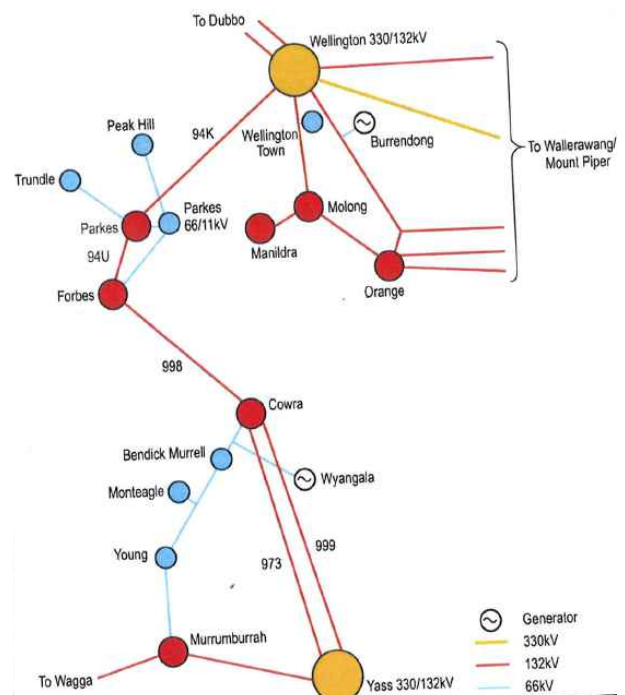 To Dubbo
Wellington 330/132kV
Peak Hill
94K
Wellington
Town
Burrendong
To Wallerawang/
Mount Piper
Trundle
Parkes
Parkes
66/11kV
Molong
94U
Manildra
Forbes
Orange
998
Cowra
Bendick Murrell
Wyangala
Monteagle
999
Young
973
Murrumburrah
Generator
330kV
132kV
To Wagga
Yass 330/132kV
66kV